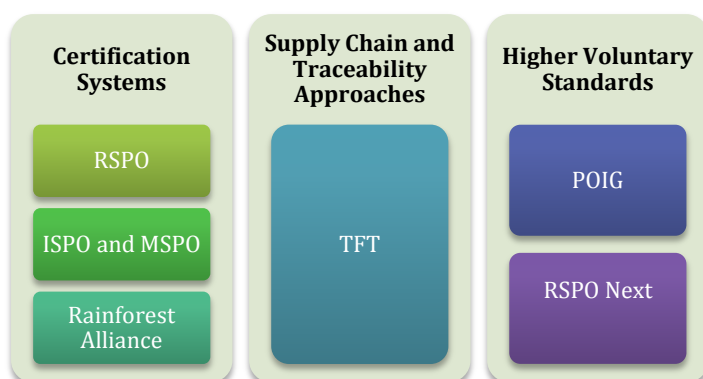 Certification
Systems
RSPO
ISPO and MSPO
Rainforest
Alliance
Supply Chain and
Traceability
Approaches
TFT
Higher Voluntary
Standards
POIG
RSPO Next